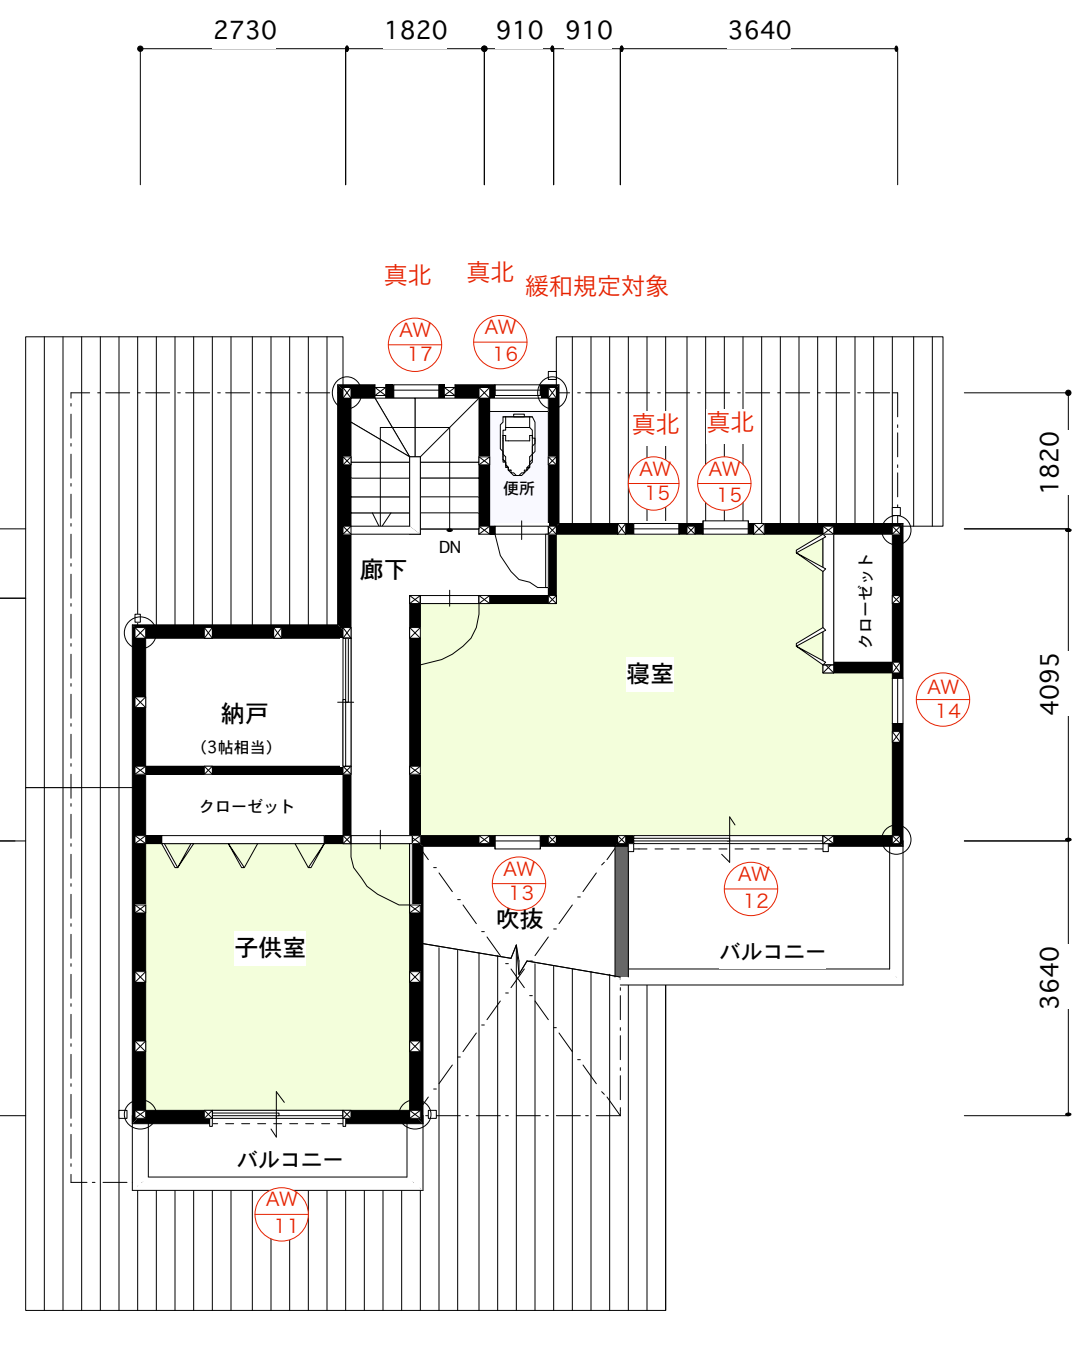 2730 1820 910 910 3640
真北 真北 緩和規定対象
AW
17
AW
16
真北 真北
AW
15
AW
15
1820
便所
DN
廊下
クローゼット
寝室
4095
AW
14
納戸
（3帖相当）
クローゼット
AW
13
AW
12
吹抜
バルコニー
子供室
3640
バルコニー
AW
11